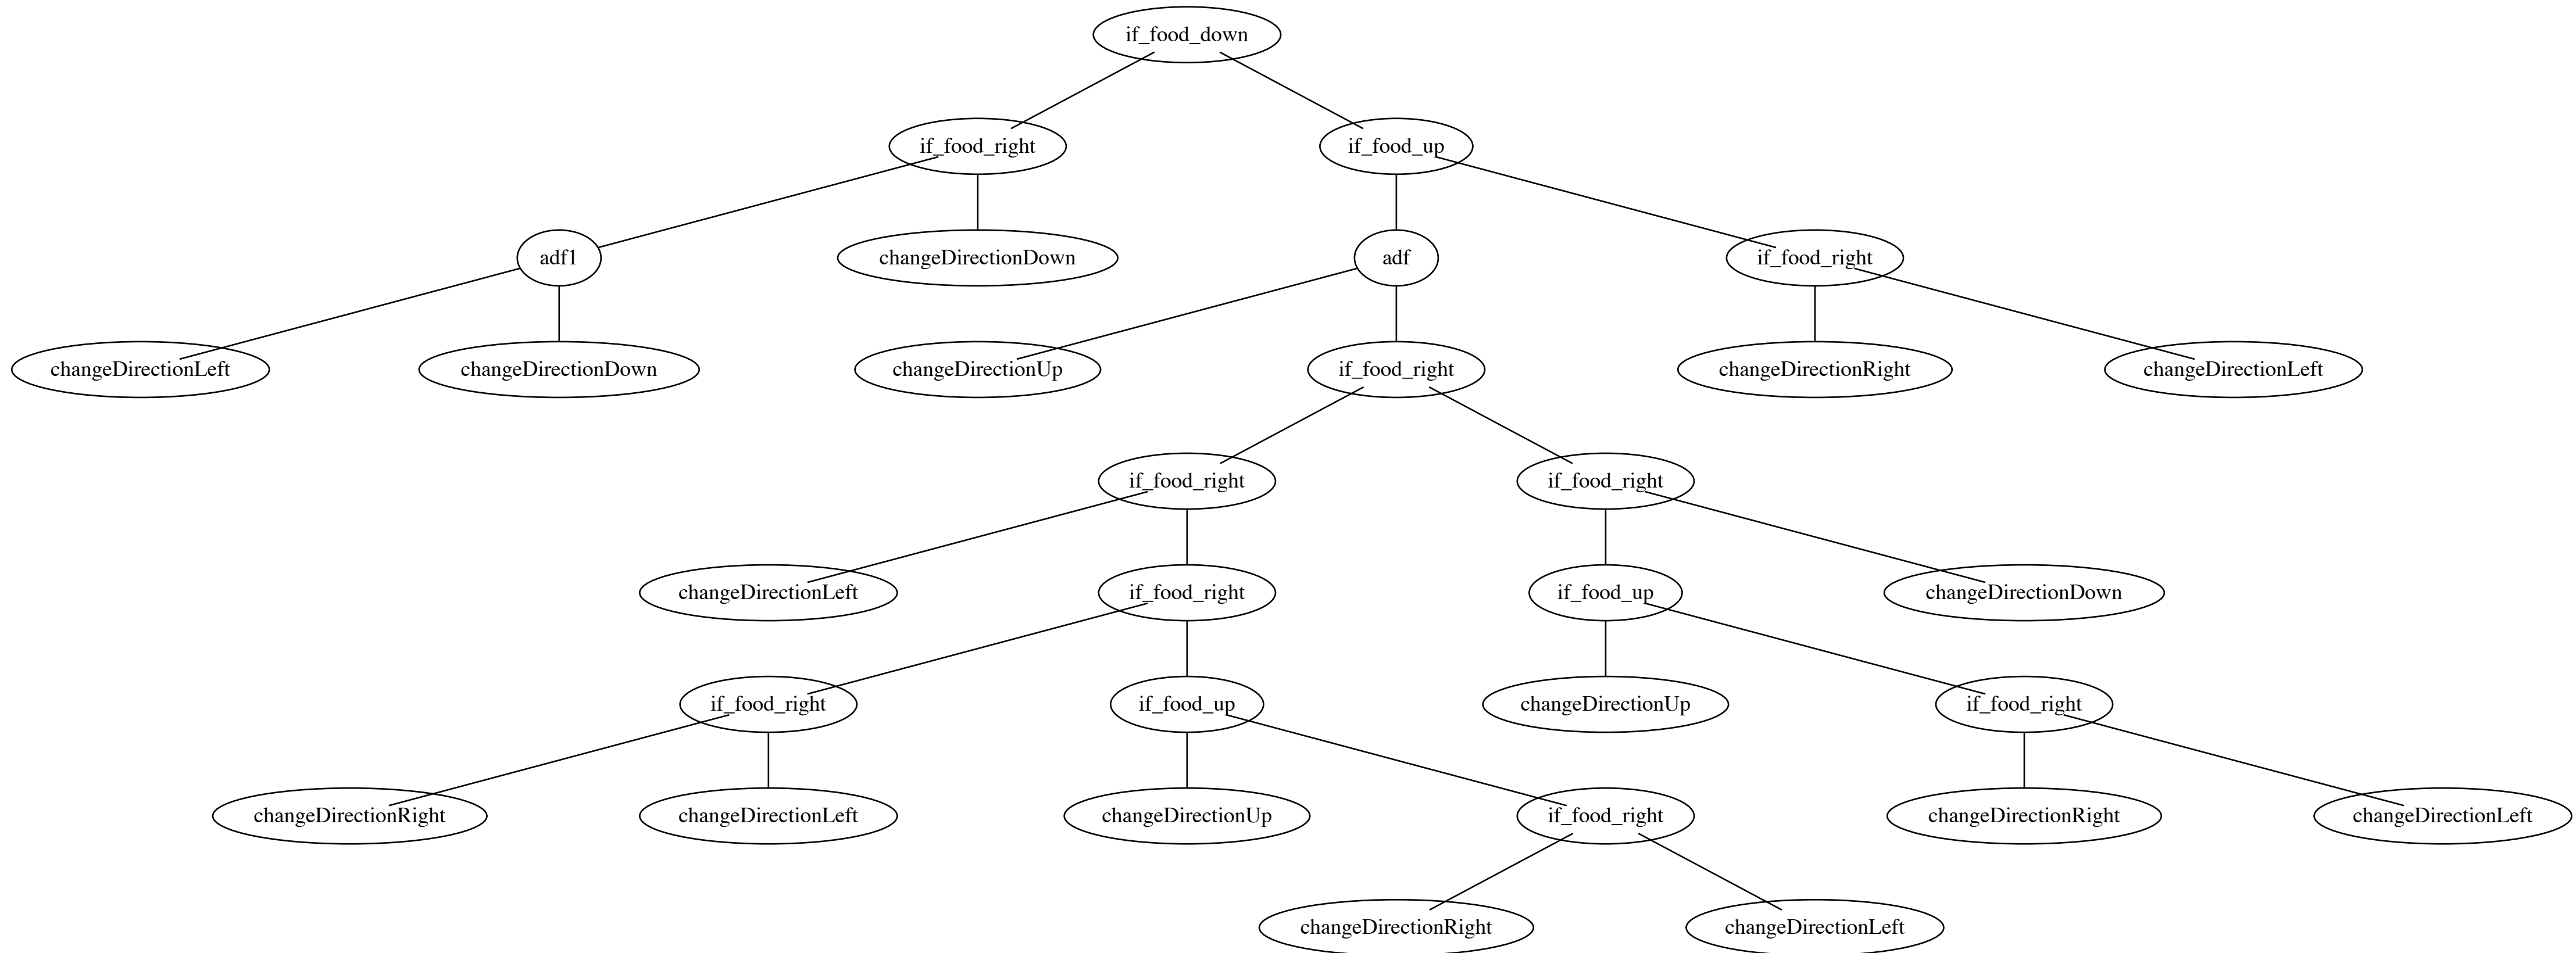 if_food_down
if_food_right
if_food_up
adf1
changeDirectionDown
adf
if_food_right
changeDirectionLeft
changeDirectionDown
changeDirectionUp
if_food_right
changeDirectionRight
changeDirectionLeft
if_food_right
if_food_right
changeDirectionLeft
if_food_right
if_food_up
changeDirectionDown
if_food_right
if_food_up
changeDirectionUp
if_food_right
changeDirectionRight
changeDirectionLeft
changeDirectionUp
if_food_right
changeDirectionRight
changeDirectionLeft
changeDirectionRight
changeDirectionLeft